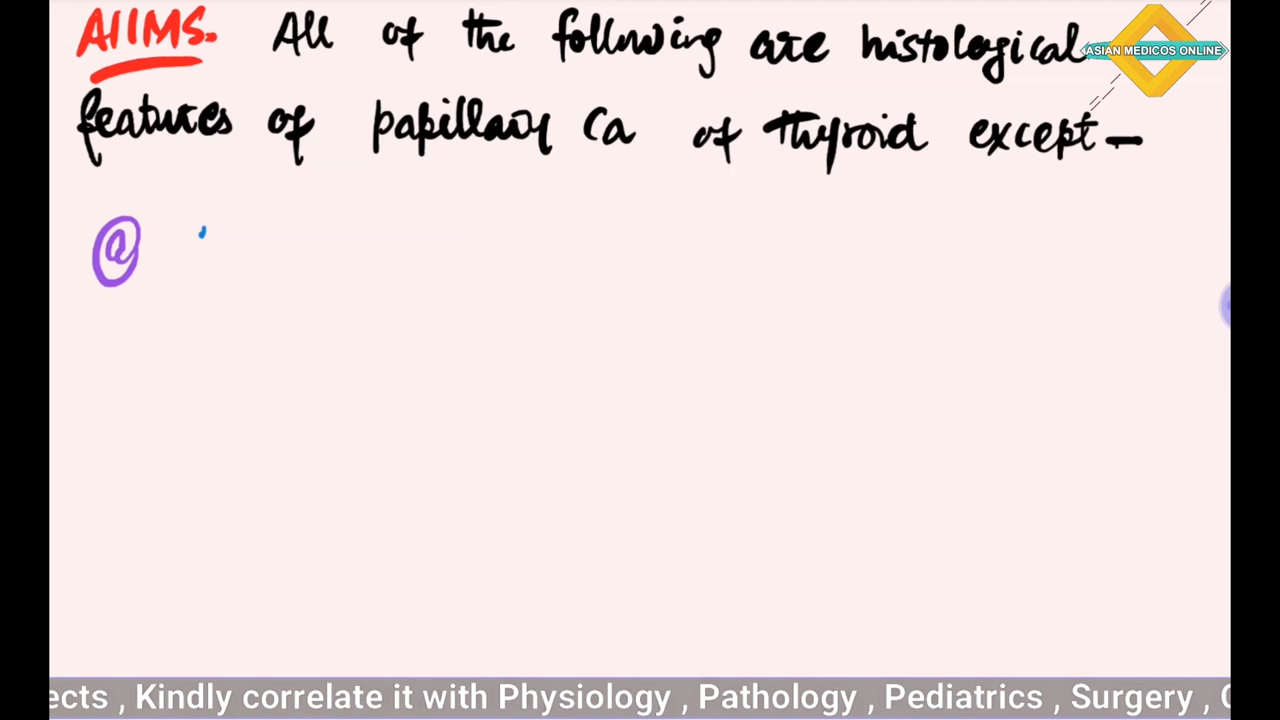 AIIMS. All of the following are histological
ASIAN MEDICOS ONLINE
features of papillary Ca of Thyroid except –
a
ects , Kindly correlate it with Physiology , Pathology , Pediatrics , Surgery ,